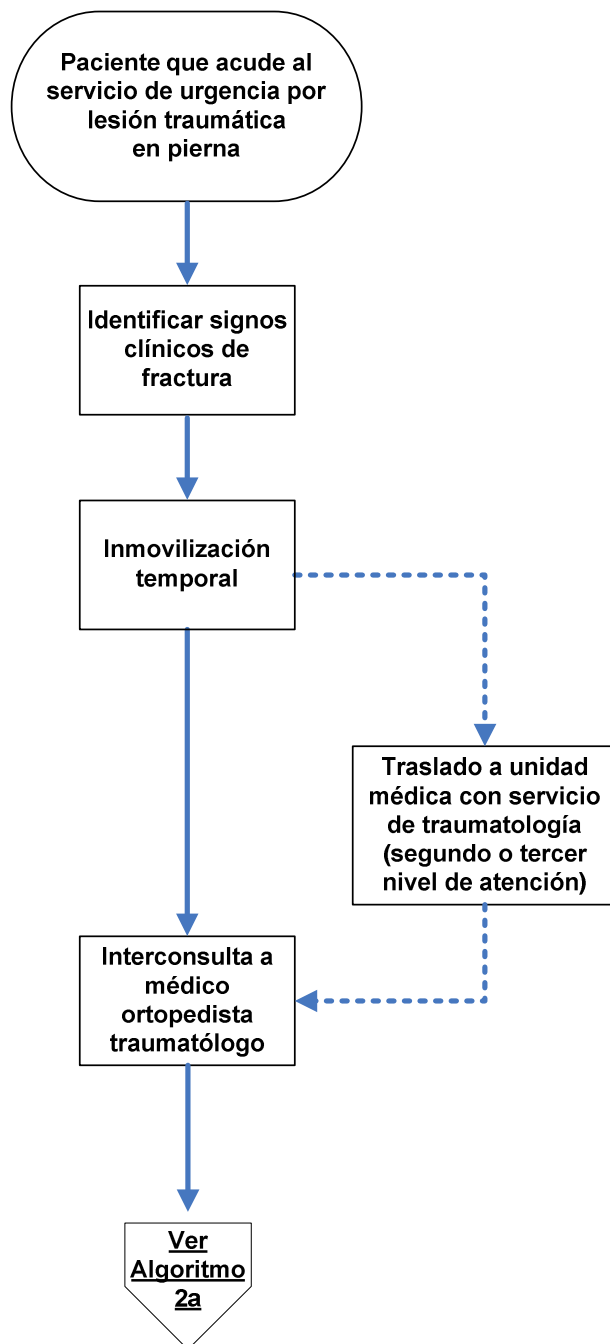 Paciente que acude al
servicio de urgencia por
lesión traumática
en pierna
Identificar signos
clínicos de
fractura
Inmovilización
temporal
Traslado a unidad
médica con servicio
de traumatología
(segundo o tercer
nivel de atención)
Interconsulta a
médico
ortopedista
traumatólogo
Ver
Algoritmo
2a